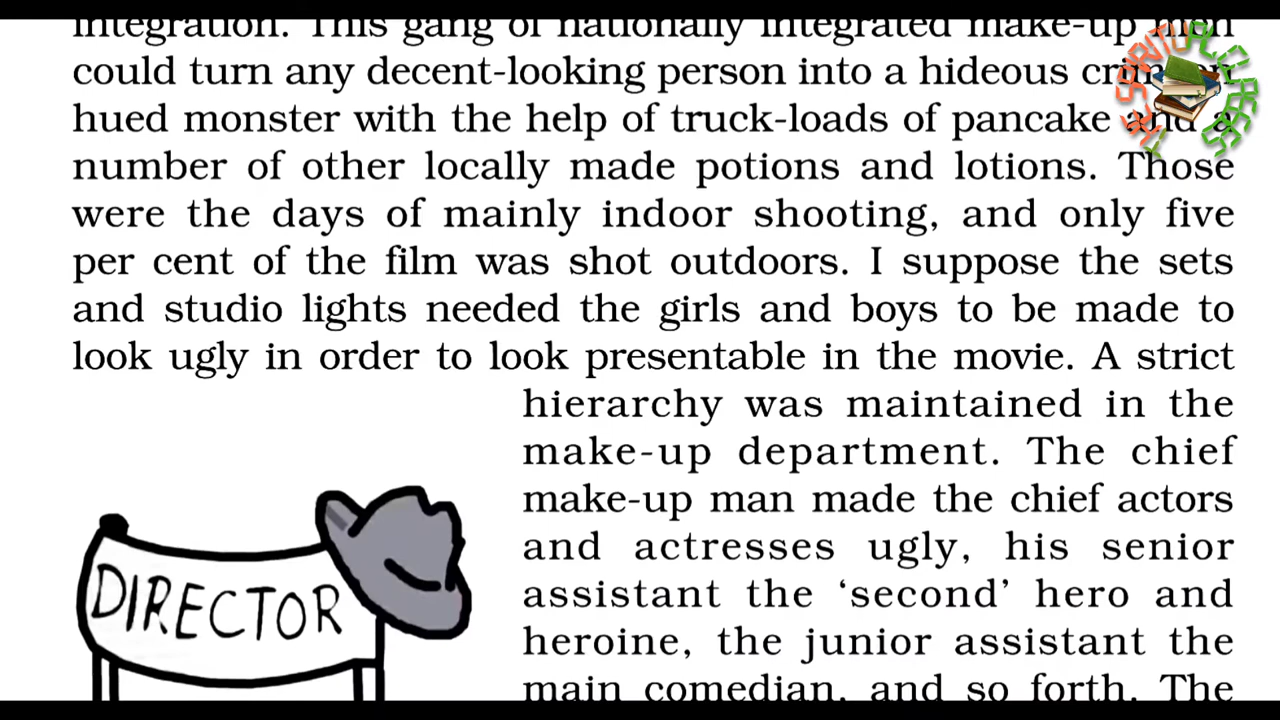 integration. This gang of nationally integrated make-up men
could turn any decent-looking person into a hideous
hued monster with the help of truck-loads of pancake and a
number of other locally made potions and lotions. Those
were the days of mainly indoor shooting, and only five
per cent of the film was shot outdoors. I suppose the sets
and studio lights needed the girls and boys to be made to
look ugly in order to look presentable in the movie. A strict
hierarchy was maintained in the
make-up department. The chief
make-up man made the chief actors
and actresses ugly, his senior
assistant the ‘second’ hero and
heroine, the junior assistant the
main comedian, and so forth. The
DIRECTOR